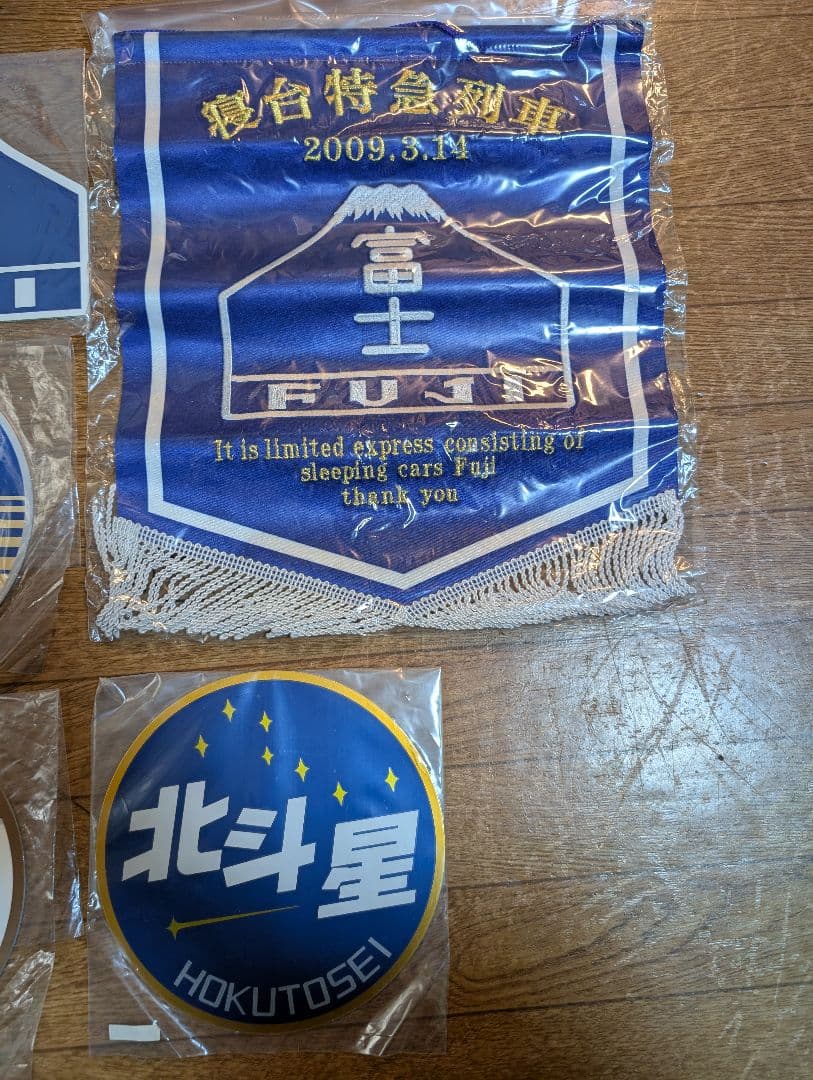 寝台特急列車
2009.3.14
富士
FUJI
It is limited express consisting of
sleeping cars Fuji
thank you
北斗星
HOKUTOSEI